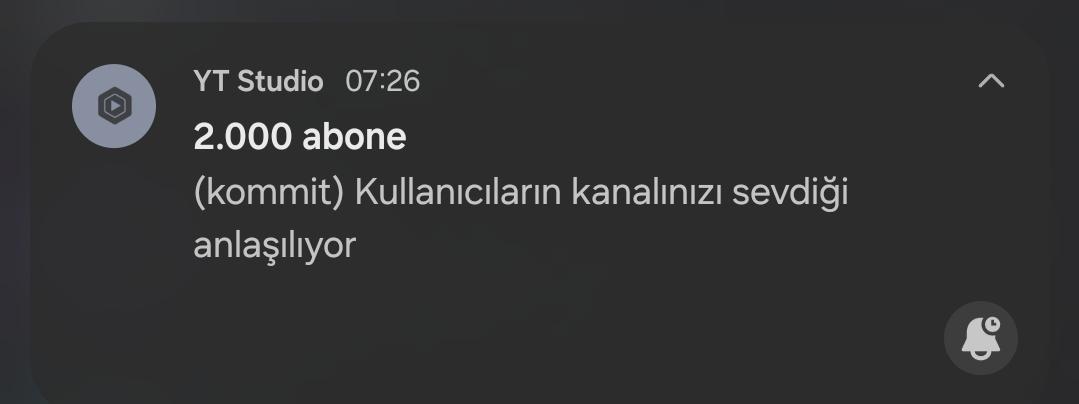 YT Studio 07:26
2.000 abone
(kommit) Kullanıcıların kanalınızı sevdiği
anlaşılıyor